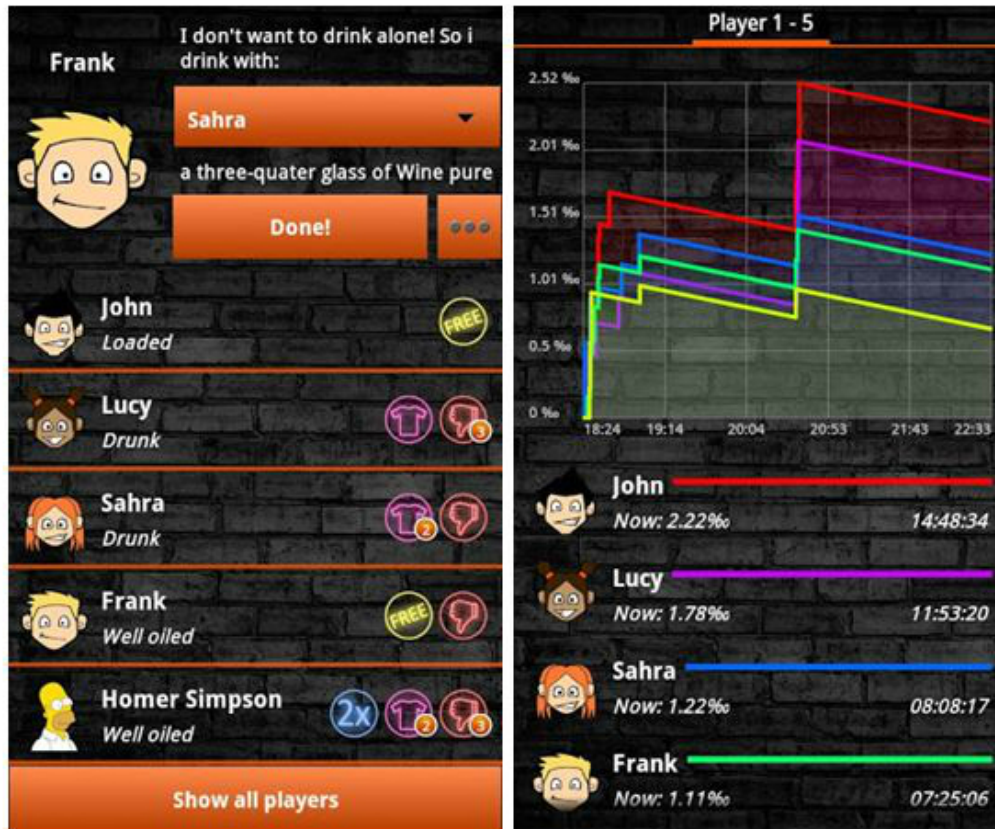 Frank
I don't want to drink alone! So i
drink with:
Sahra
a three-quater glass of Wine pure
Done!
John
Loaded
FREE
Lucy
Drunk
3
Sahra
Drunk
2
Frank
Well oiled
FREE
Homer Simpson
Well oiled
2x
2
3
Show all players
Player 1 - 5
2.52 ‰
2.01 ‰
1.51 ‰
1.01 ‰
0.5 ‰
0 ‰
18:24 19:14 20:04 20:53 21:43 22:33
John
Now: 2.22‰ 14:48:34
Lucy
Now: 1.78‰ 11:53:20
Sahra
Now: 1.22‰ 08:08:17
Frank
Now: 1.11‰ 07:25:06